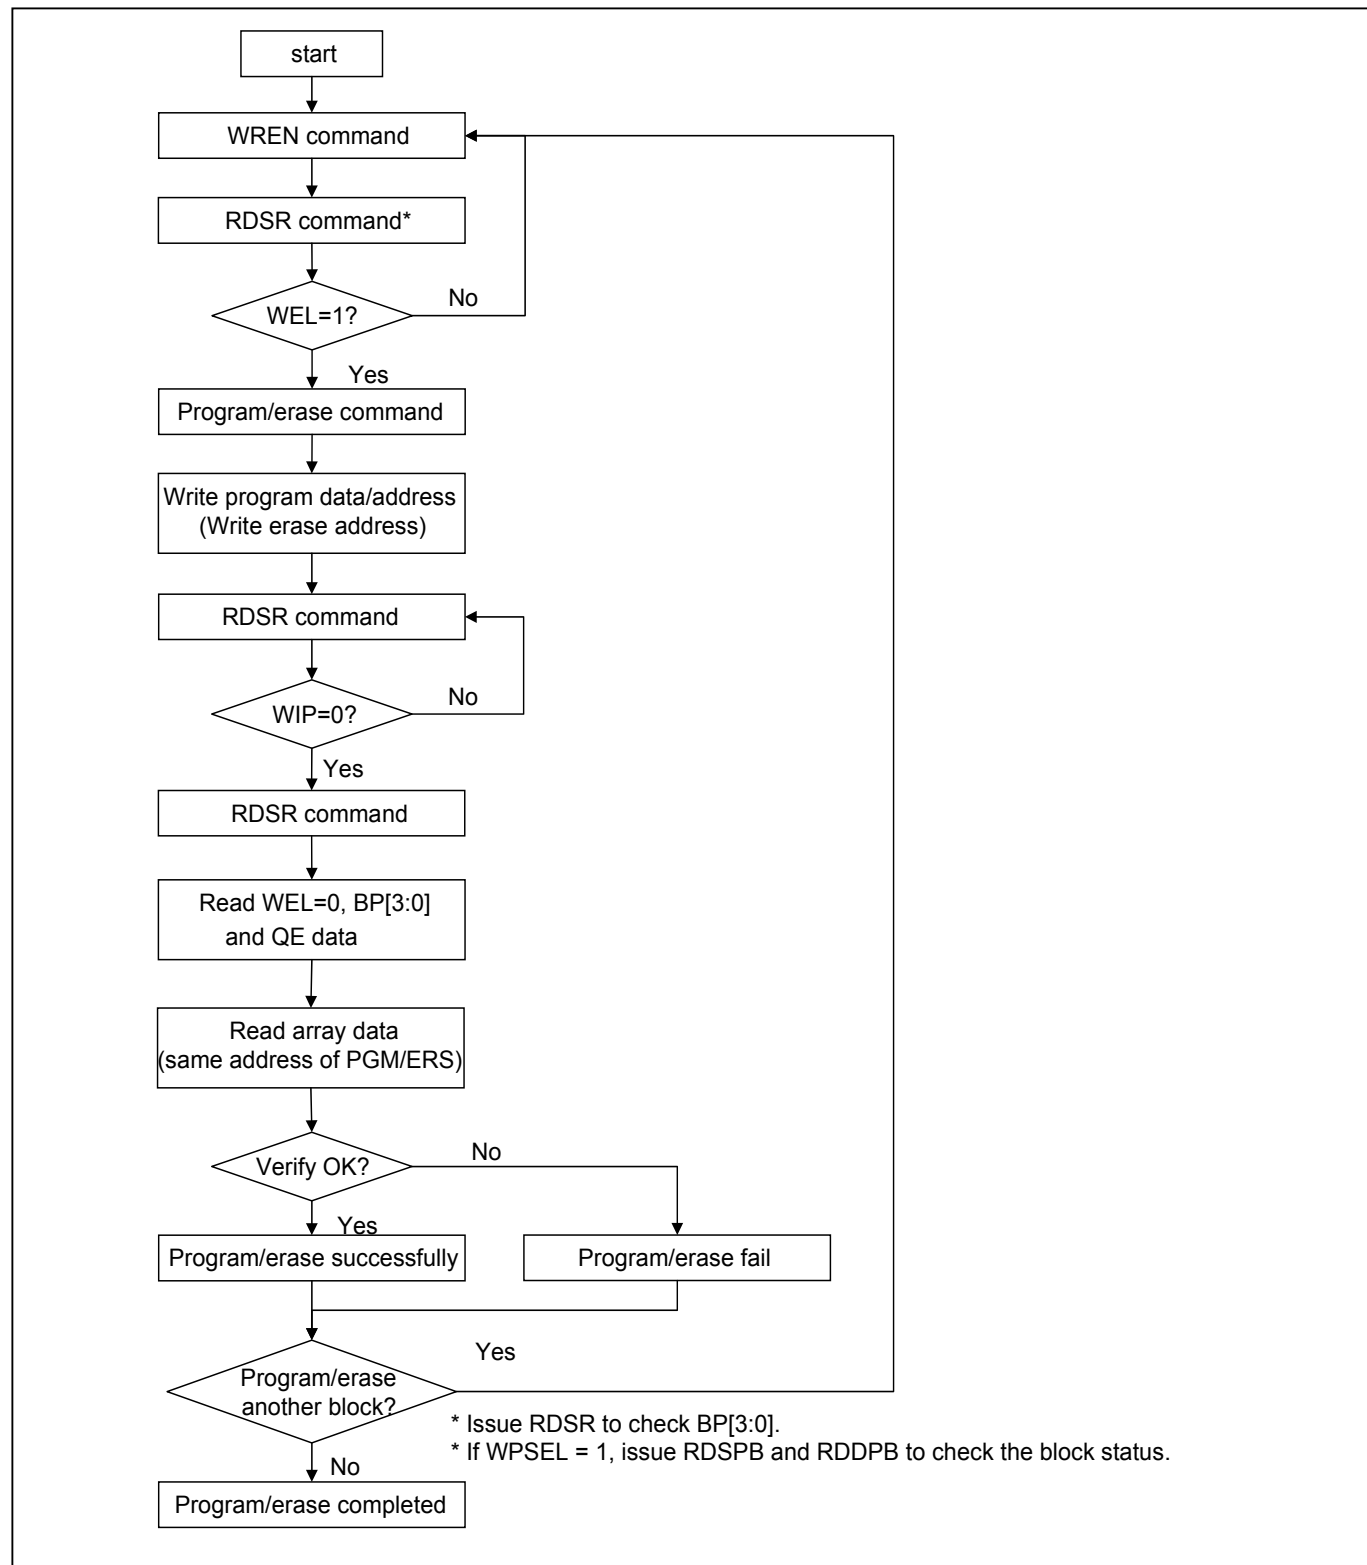 start
WREN command
RDSR command*
WEL=1?
No
Yes
Program/erase command
Write program data/address
(Write erase address)
RDSR command
WIP=0?
No
Yes
RDSR command
Read WEL=0, BP[3:0]
and QE data
Read array data
(same address of PGM/ERS)
Verify OK?
No
Yes
Program/erase successfully
Program/erase fail
Program/erase
another block?
Yes
* Issue RDSR to check BP[3:0].
* If WPSEL = 1, issue RDSPB and RDDPB to check the block status.
No
Program/erase completed